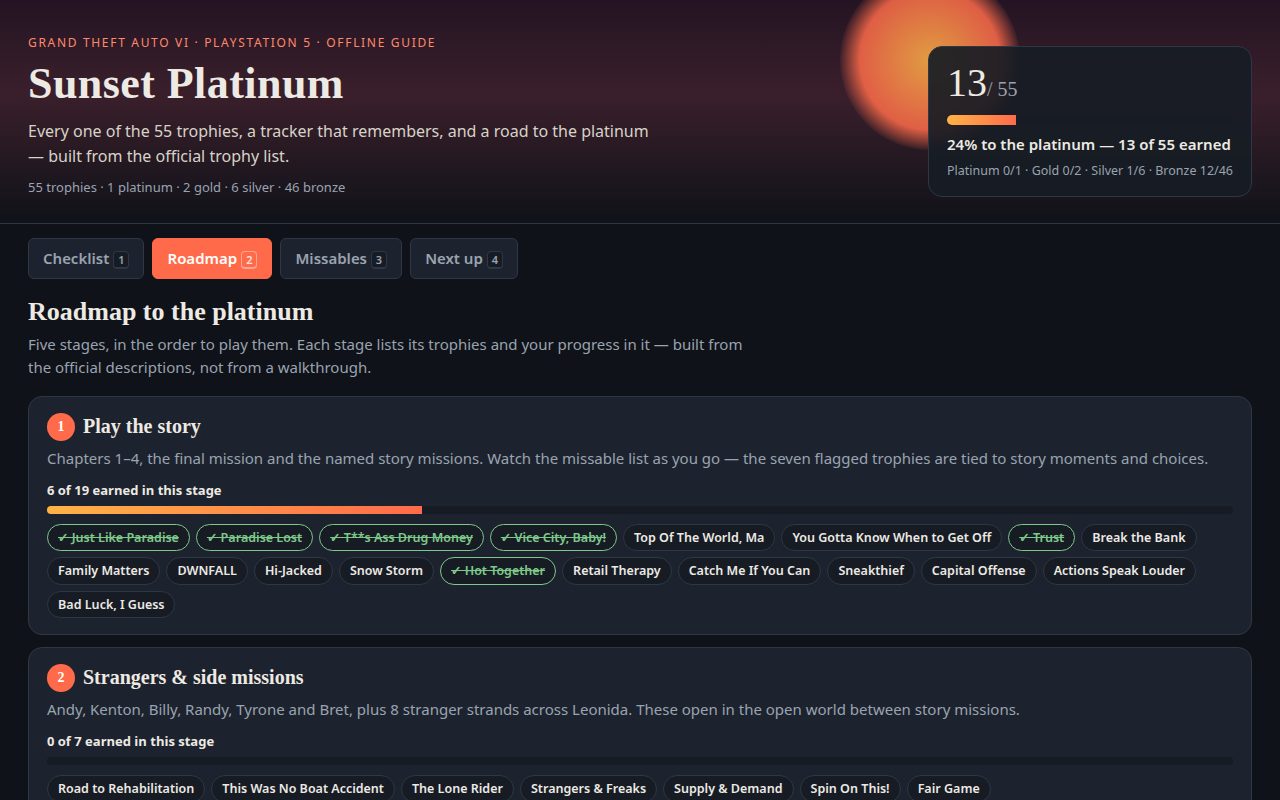 GRAND THEFT AUTO VI · PLAYSTATION 5 · OFFLINE GUIDE
Sunset Platinum
Every one of the 55 trophies, a tracker that remembers, and a road to the platinum
— built from the official trophy list.
55 trophies · 1 platinum · 2 gold · 6 silver · 46 bronze
13/ 55
24% to the platinum — 13 of 55 earned
Platinum 0/1 · Gold 0/2 · Silver 1/6 · Bronze 12/46
Checklist 1 Roadmap 2 Missables 3 Next up 4
Roadmap to the platinum
Five stages, in the order to play them. Each stage lists its trophies and your progress in it — built from
the official descriptions, not from a walkthrough.
1 Play the story
Chapters 1–4, the final mission and the named story missions. Watch the missable list as you go — the seven flagged trophies are tied to story moments and choices.
6 of 19 earned in this stage
✓ Just Like Paradise ✓ Paradise Lost ✓ T**s Ass Drug Money ✓ Vice City, Baby! Top Of The World, Ma You Gotta Know When to Get Off ✓ Trust Break the Bank
Family Matters DWNFALL Hi-Jacked Snow Storm ✓ Hot Together Retail Therapy Catch Me If You Can Sneakthief Capital Offense Actions Speak Louder
Bad Luck, I Guess
2 Strangers & side missions
Andy, Kenton, Billy, Randy, Tyrone and Bret, plus 8 stranger strands across Leonida. These open in the open world between story missions.
0 of 7 earned in this stage
Road to Rehabilitation This Was No Boat Accident The Lone Rider Strangers & Freaks Supply & Demand Spin On This! Fair Game